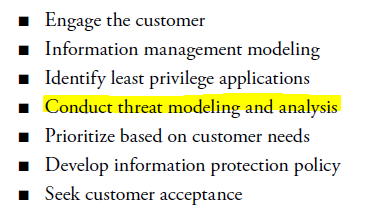 ■ Engage the customer
■ Information management modeling
■ Identify least privilege applications
■ Conduct threat modeling and analysis
■ Prioritize based on customer needs
■ Develop information protection policy
■ Seek customer acceptance